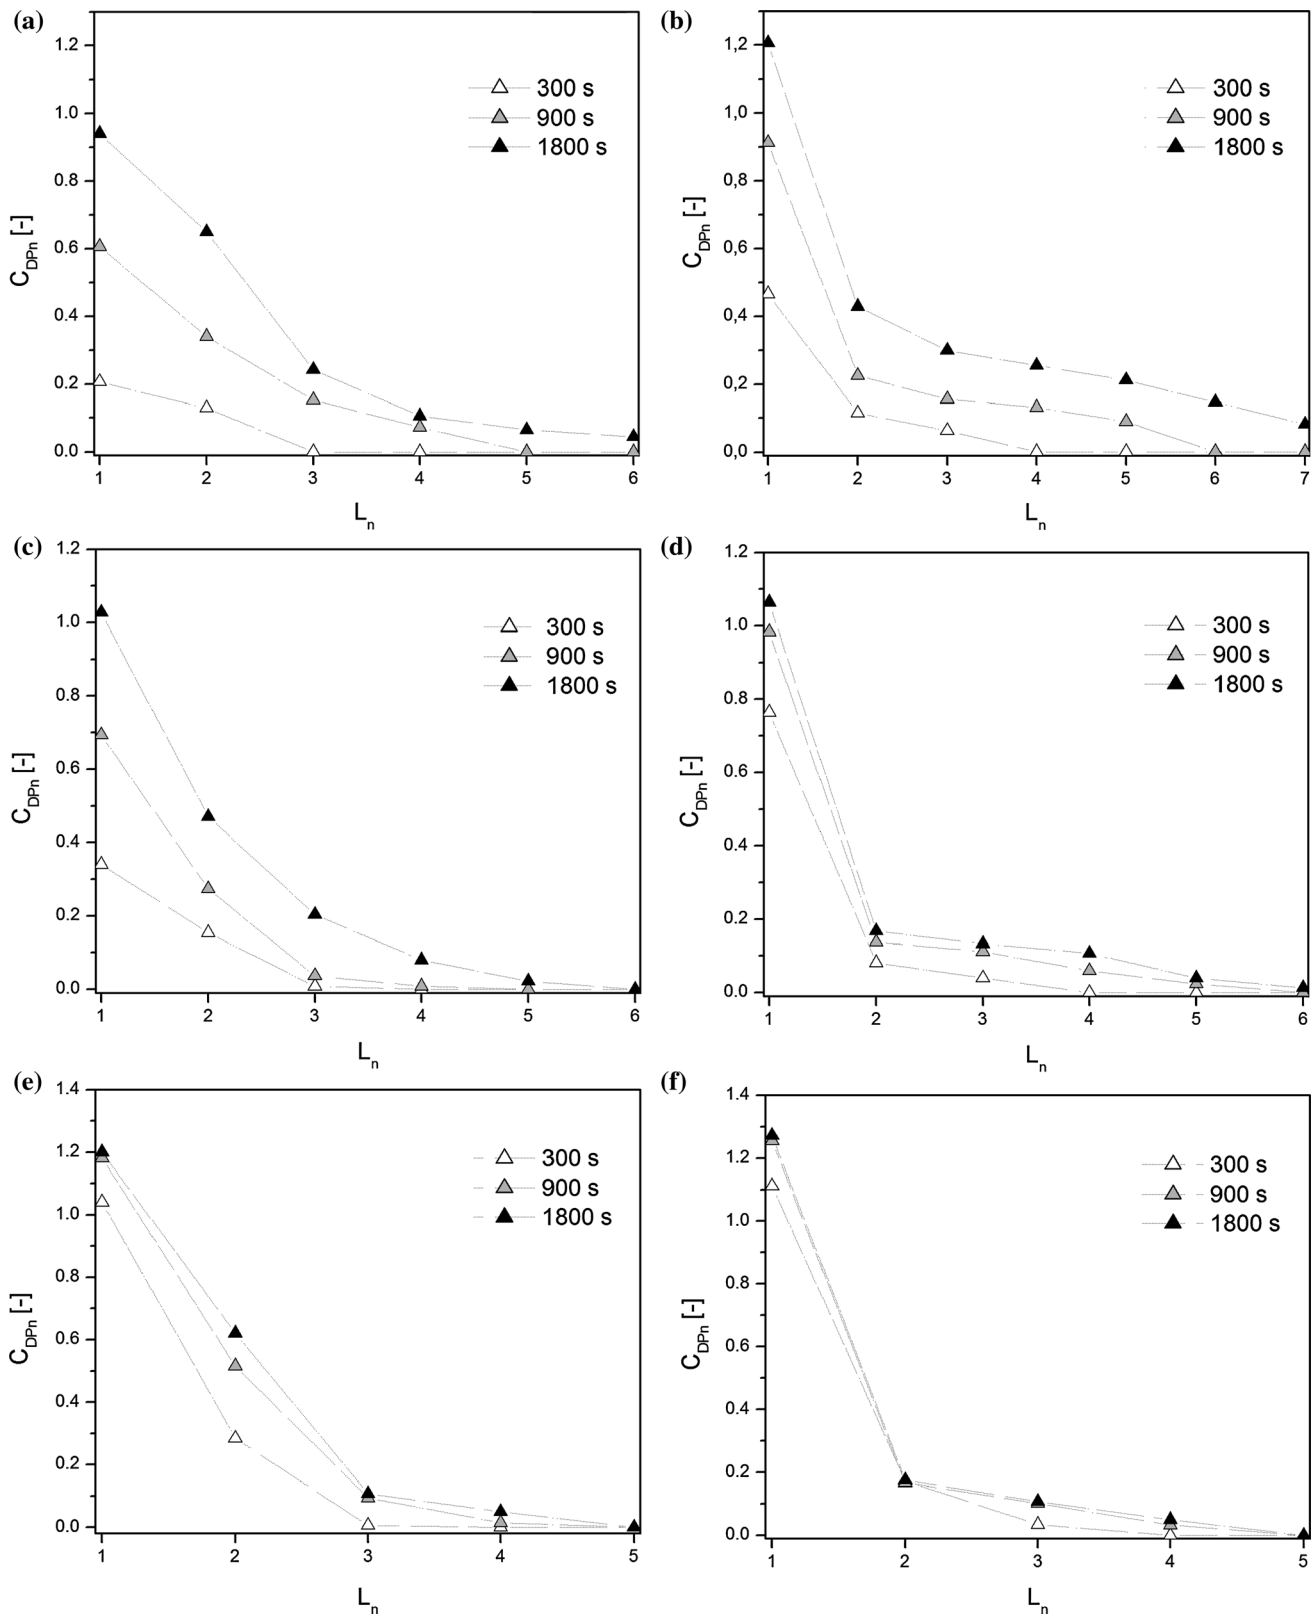 (a)
1.2
1.0
0.8
0.6
0.4
0.2
0.0
C_DPn [-]
1 2 3 4 5 6
L_n
300 s
900 s
1800 s
(b)
1,2
1,0
0,8
0,6
0,4
0,2
0,0
C_DPn [-]
1 2 3 4 5 6 7
L_n
300 s
900 s
1800 s
(c)
1.2
1.0
0.8
0.6
0.4
0.2
0.0
C_DPn [-]
1 2 3 4 5 6
L_n
300 s
900 s
1800 s
(d)
1.2
1.0
0.8
0.6
0.4
0.2
0.0
C_DPn [-]
1 2 3 4 5 6
L_n
300 s
900 s
1800 s
(e)
1.4
1.2
1.0
0.8
0.6
0.4
0.2
0.0
C_DPn [-]
1 2 3 4 5
L_n
300 s
900 s
1800 s
(f)
1.4
1.2
1.0
0.8
0.6
0.4
0.2
0.0
C_DPn [-]
1 2 3 4 5
L_n
300 s
900 s
1800 s